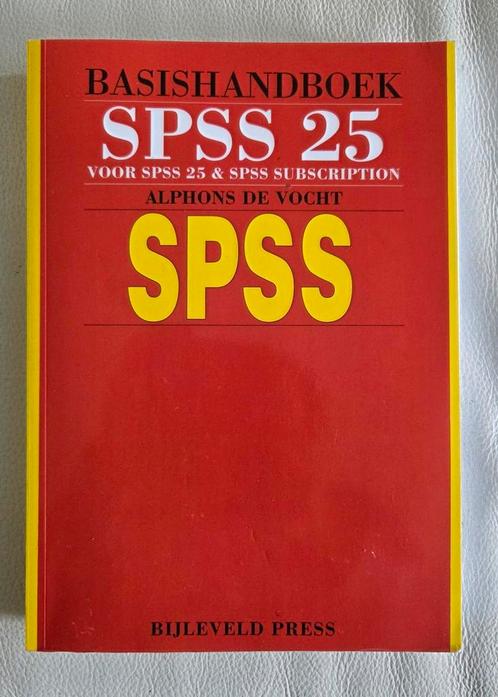 BASISHANDBOEK
SPSS 25
VOOR SPSS 25 & SPSS SUBSCRIPTION
ALPHONS DE VOCHT
SPSS
BIJLEVELD PRESS